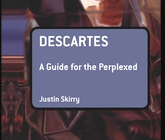 DESCARTES
A Guide for the Perplexed
Justin Skirry